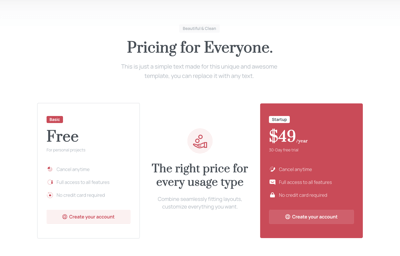 Beautiful & Clean
Pricing for Everyone.
This is just a simple text made for this unique and awesome
template, you can replace it with any text.
Basic
Free
For personal projects
Cancel anytime
Full access to all features
No credit card required
Create your account
The right price for
every usage type
Combine seamlessly fitting layouts,
customize everything you want.
Startup
$49 /year
30-Day free trial
Cancel anytime
Full access to all features
No credit card required
Create your account